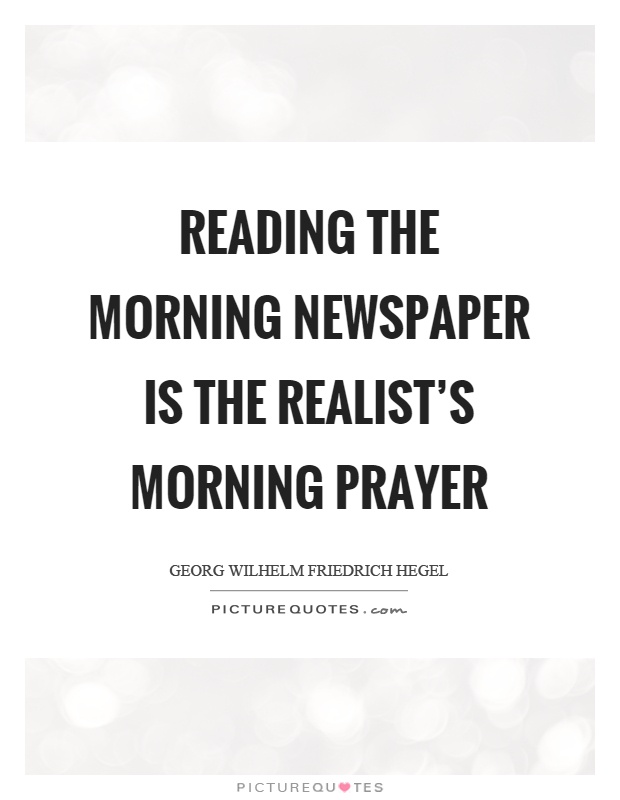 READING THE
MORNING NEWSPAPER
IS THE REALIST’S
MORNING PRAYER
GEORG WILHELM FRIEDRICH HEGEL
PICTUREQUOTES.com
PICTUREQUOTES